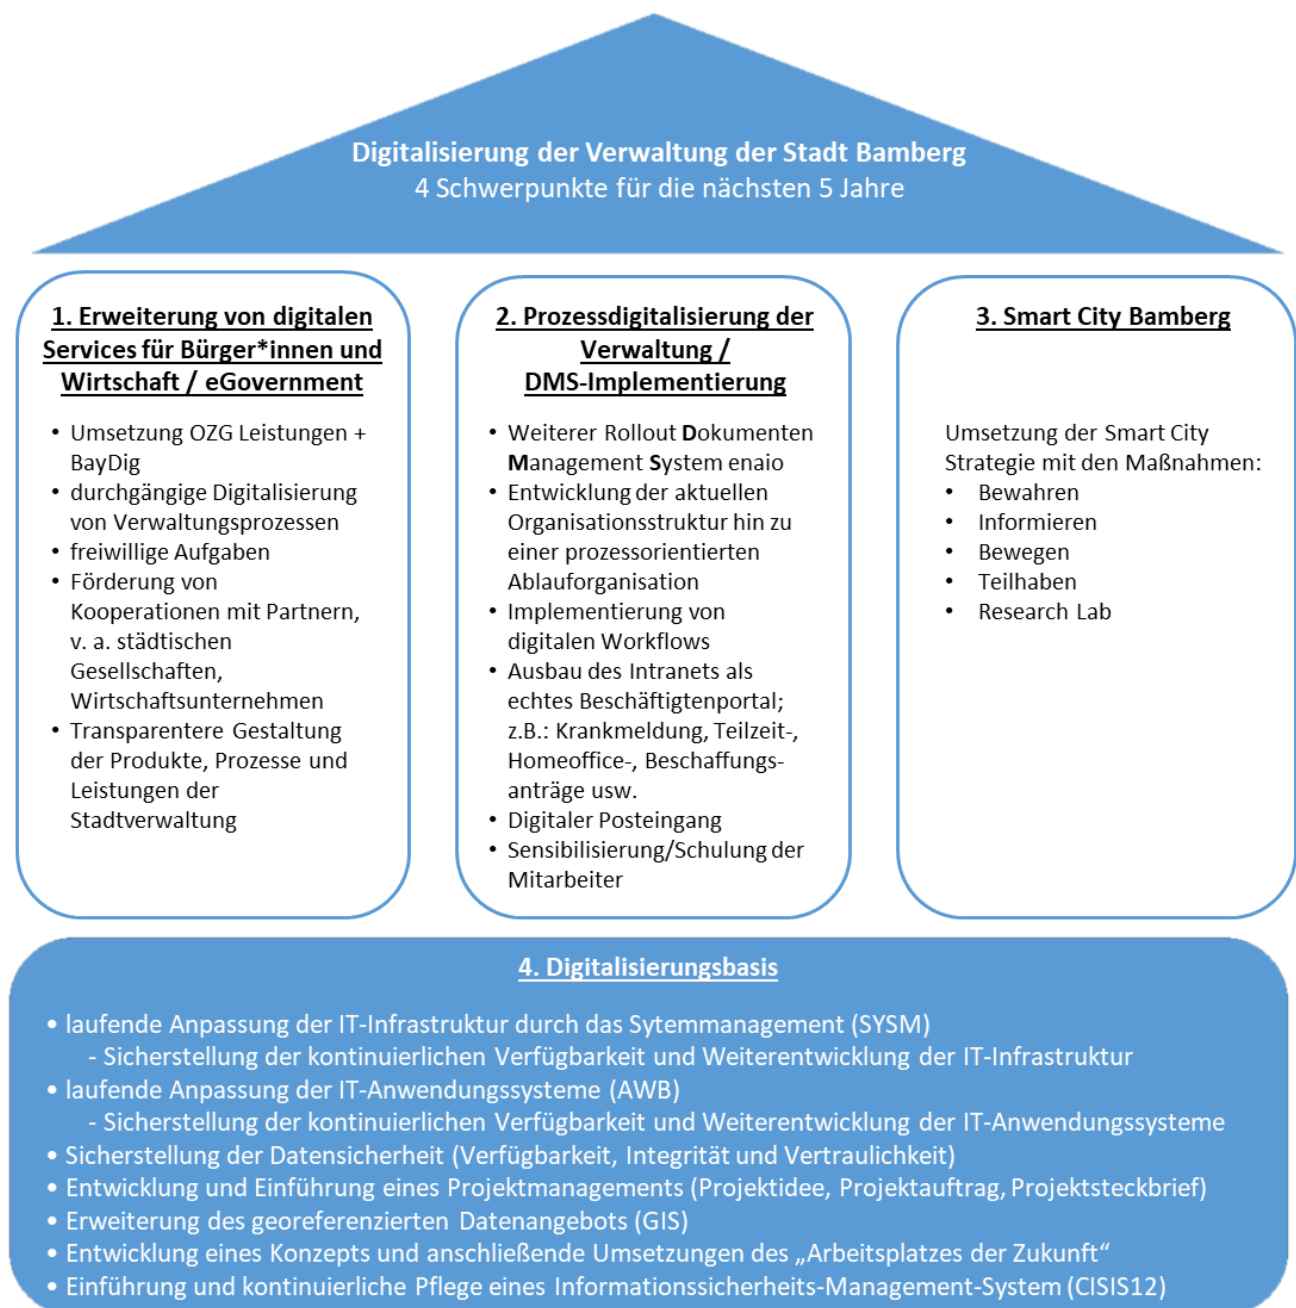 Digitalisierung der Verwaltung der Stadt Bamberg
4 Schwerpunkte für die nächsten 5 Jahre
1. Erweiterung von digitalen
Services für Bürger*innen und
Wirtschaft / eGovernment
• Umsetzung OZG Leistungen +
BayDig
• durchgängige Digitalisierung
von Verwaltungsprozessen
• freiwillige Aufgaben
• Förderung von
Kooperationen mit Partnern,
v. a. städtischen
Gesellschaften,
Wirtschaftsunternehmen
• Transparentere Gestaltung
der Produkte, Prozesse und
Leistungen der
Stadtverwaltung
2. Prozessdigitalisierung der
Verwaltung /
DMS-Implementierung
• Weiterer Rollout Dokumenten
Management System enaio
• Entwicklung der aktuellen
Organisationsstruktur hin zu
einer prozessorientierten
Ablauforganisation
• Implementierung von
digitalen Workflows
• Ausbau des Intranets als
echtes Beschäftigtenportal;
z.B.: Krankmeldung, Teilzeit-,
Homeoffice-, Beschaffungs-
anträge usw.
• Digitaler Posteingang
• Sensibilisierung/Schulung der
Mitarbeiter
3. Smart City Bamberg
Umsetzung der Smart City
Strategie mit den Maßnahmen:
• Bewahren
• Informieren
• Bewegen
• Teilhaben
• Research Lab
4. Digitalisierungsbasis
• laufende Anpassung der IT-Infrastruktur durch das Sytemmanagement (SYSM)
- Sicherstellung der kontinuierlichen Verfügbarkeit und Weiterentwicklung der IT-Infrastruktur
• laufende Anpassung der IT-Anwendungssysteme (AWB)
- Sicherstellung der kontinuierlichen Verfügbarkeit und Weiterentwicklung der IT-Anwendungssysteme
• Sicherstellung der Datensicherheit (Verfügbarkeit, Integrität und Vertraulichkeit)
• Entwicklung und Einführung eines Projektmanagements (Projektidee, Projektauftrag, Projektsteckbrief)
• Erweiterung des georeferenzierten Datenangebots (GIS)
• Entwicklung eines Konzepts und anschließende Umsetzungen des „Arbeitsplatzes der Zukunft“
• Einführung und kontinuierliche Pflege eines Informationssicherheits-Management-System (CISIS12)